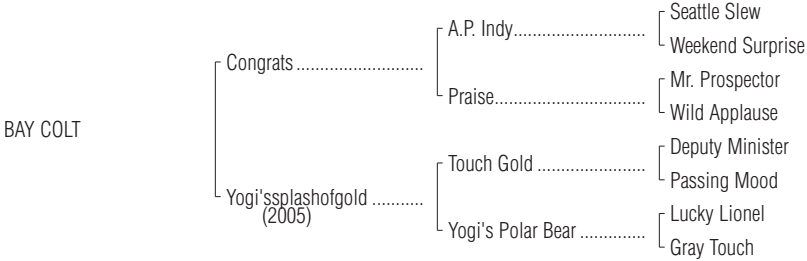 Seattle Slew
A.P. Indy..............................
Weekend Surprise
Congrats ...........................
Mr. Prospector
Praise..................................
Wild Applause
BAY COLT
Deputy Minister
Touch Gold .........................
Passing Mood
Yogi'ssplashofgold ...........
(2005)
Lucky Lionel
Yogi's Polar Bear ..............
Gray Touch